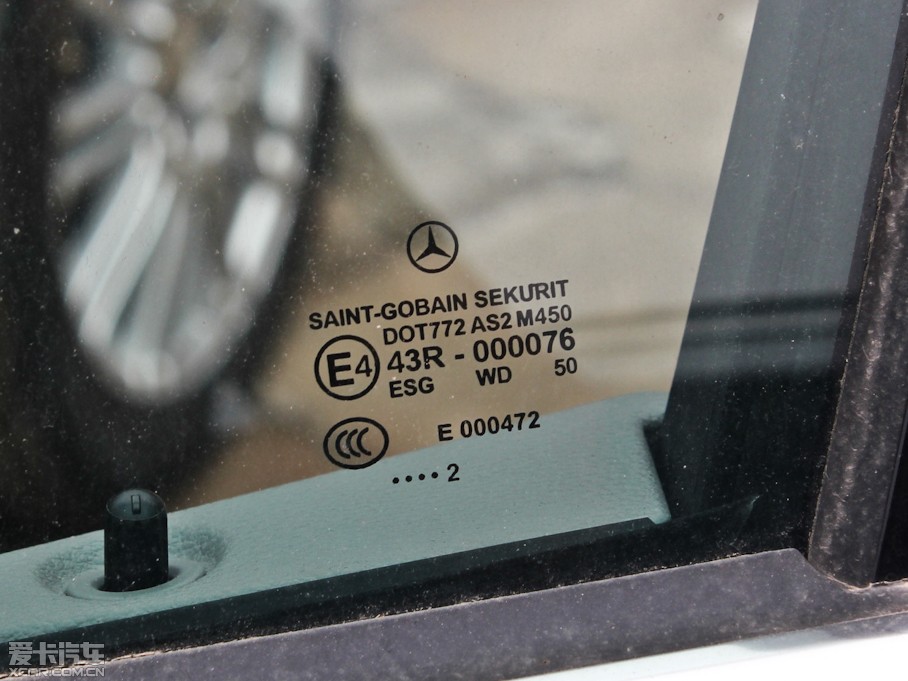 SAINT-GOBAIN SEKURIT
DOT772 AS2 M450
E4 43R - 000076
ESG WD 50
CCC E 000472
.... 2
爱卡汽车
XCAR.COM.CN